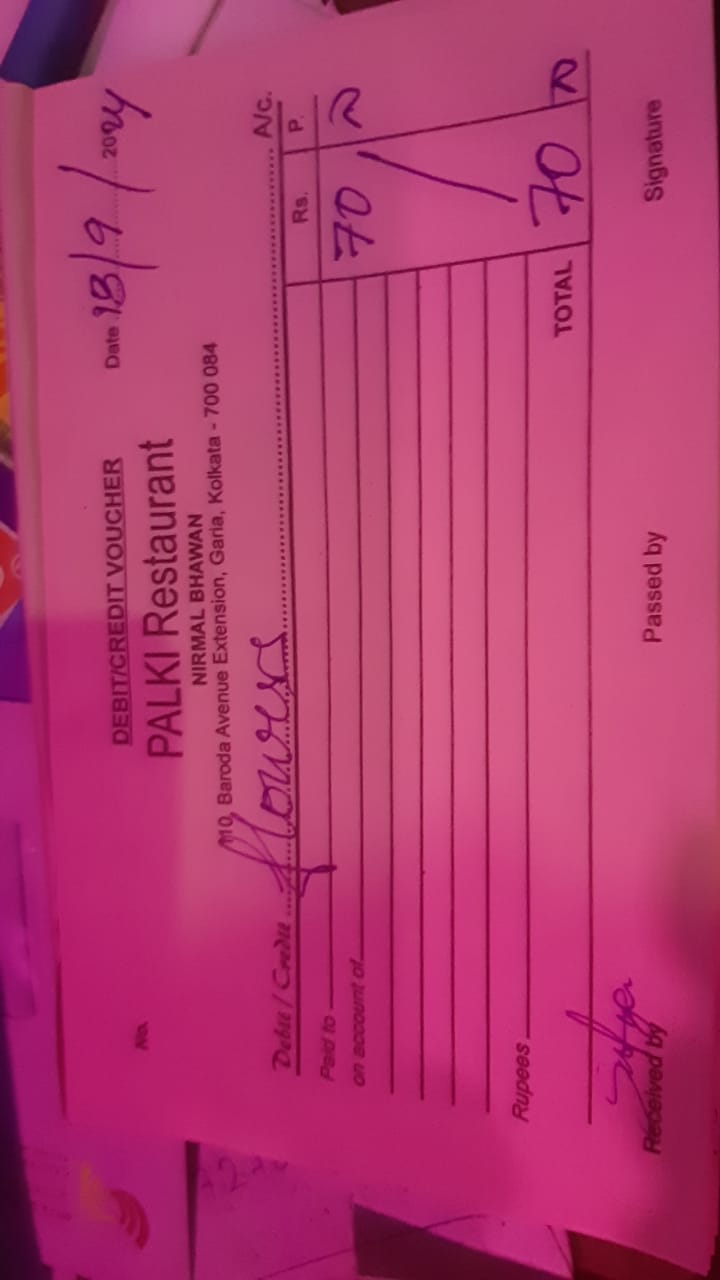 DEBIT/CREDIT VOUCHER
No. Date 18/9/2024
PALKI Restaurant
NIRMAL BHAWAN
110, Baroda Avenue Extension, Garia, Kolkata - 700 084
Debit / Credit flowers A/c.
Rs. P.
Paid to 70
on account of
Rupees
TOTAL 70
Received by Passed by Signature